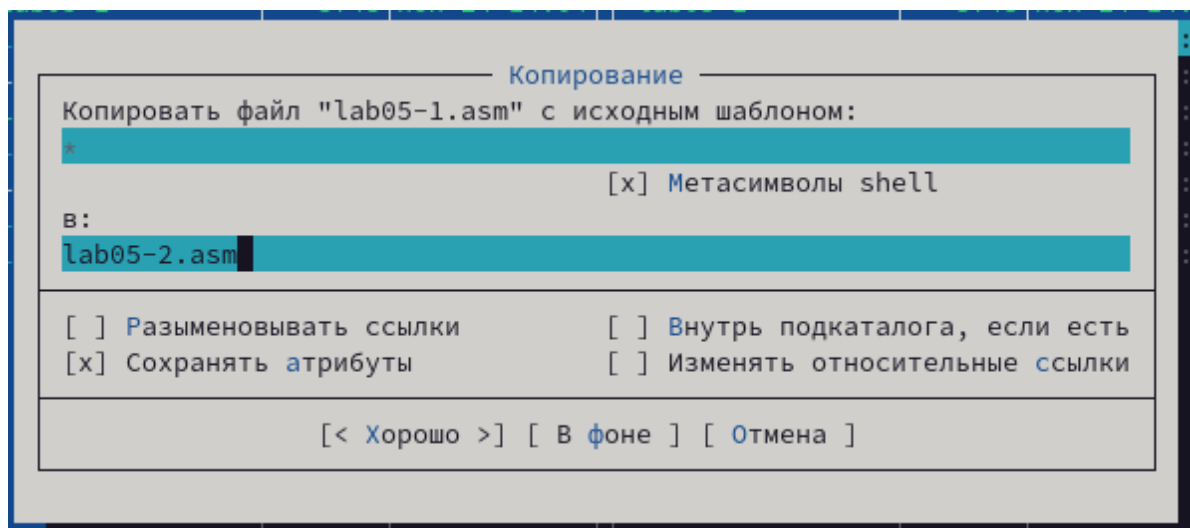 Копирование
Копировать файл "lab05-1.asm" с исходным шаблоном:
*
[x] Метасимволы shell
в:
lab05-2.asm
[ ] Разыменовывать ссылки [ ] Внутрь подкаталога, если есть
[x] Сохранять атрибуты [ ] Изменять относительные ссылки
[< Хорошо >] [ В фоне ] [ Отмена ]